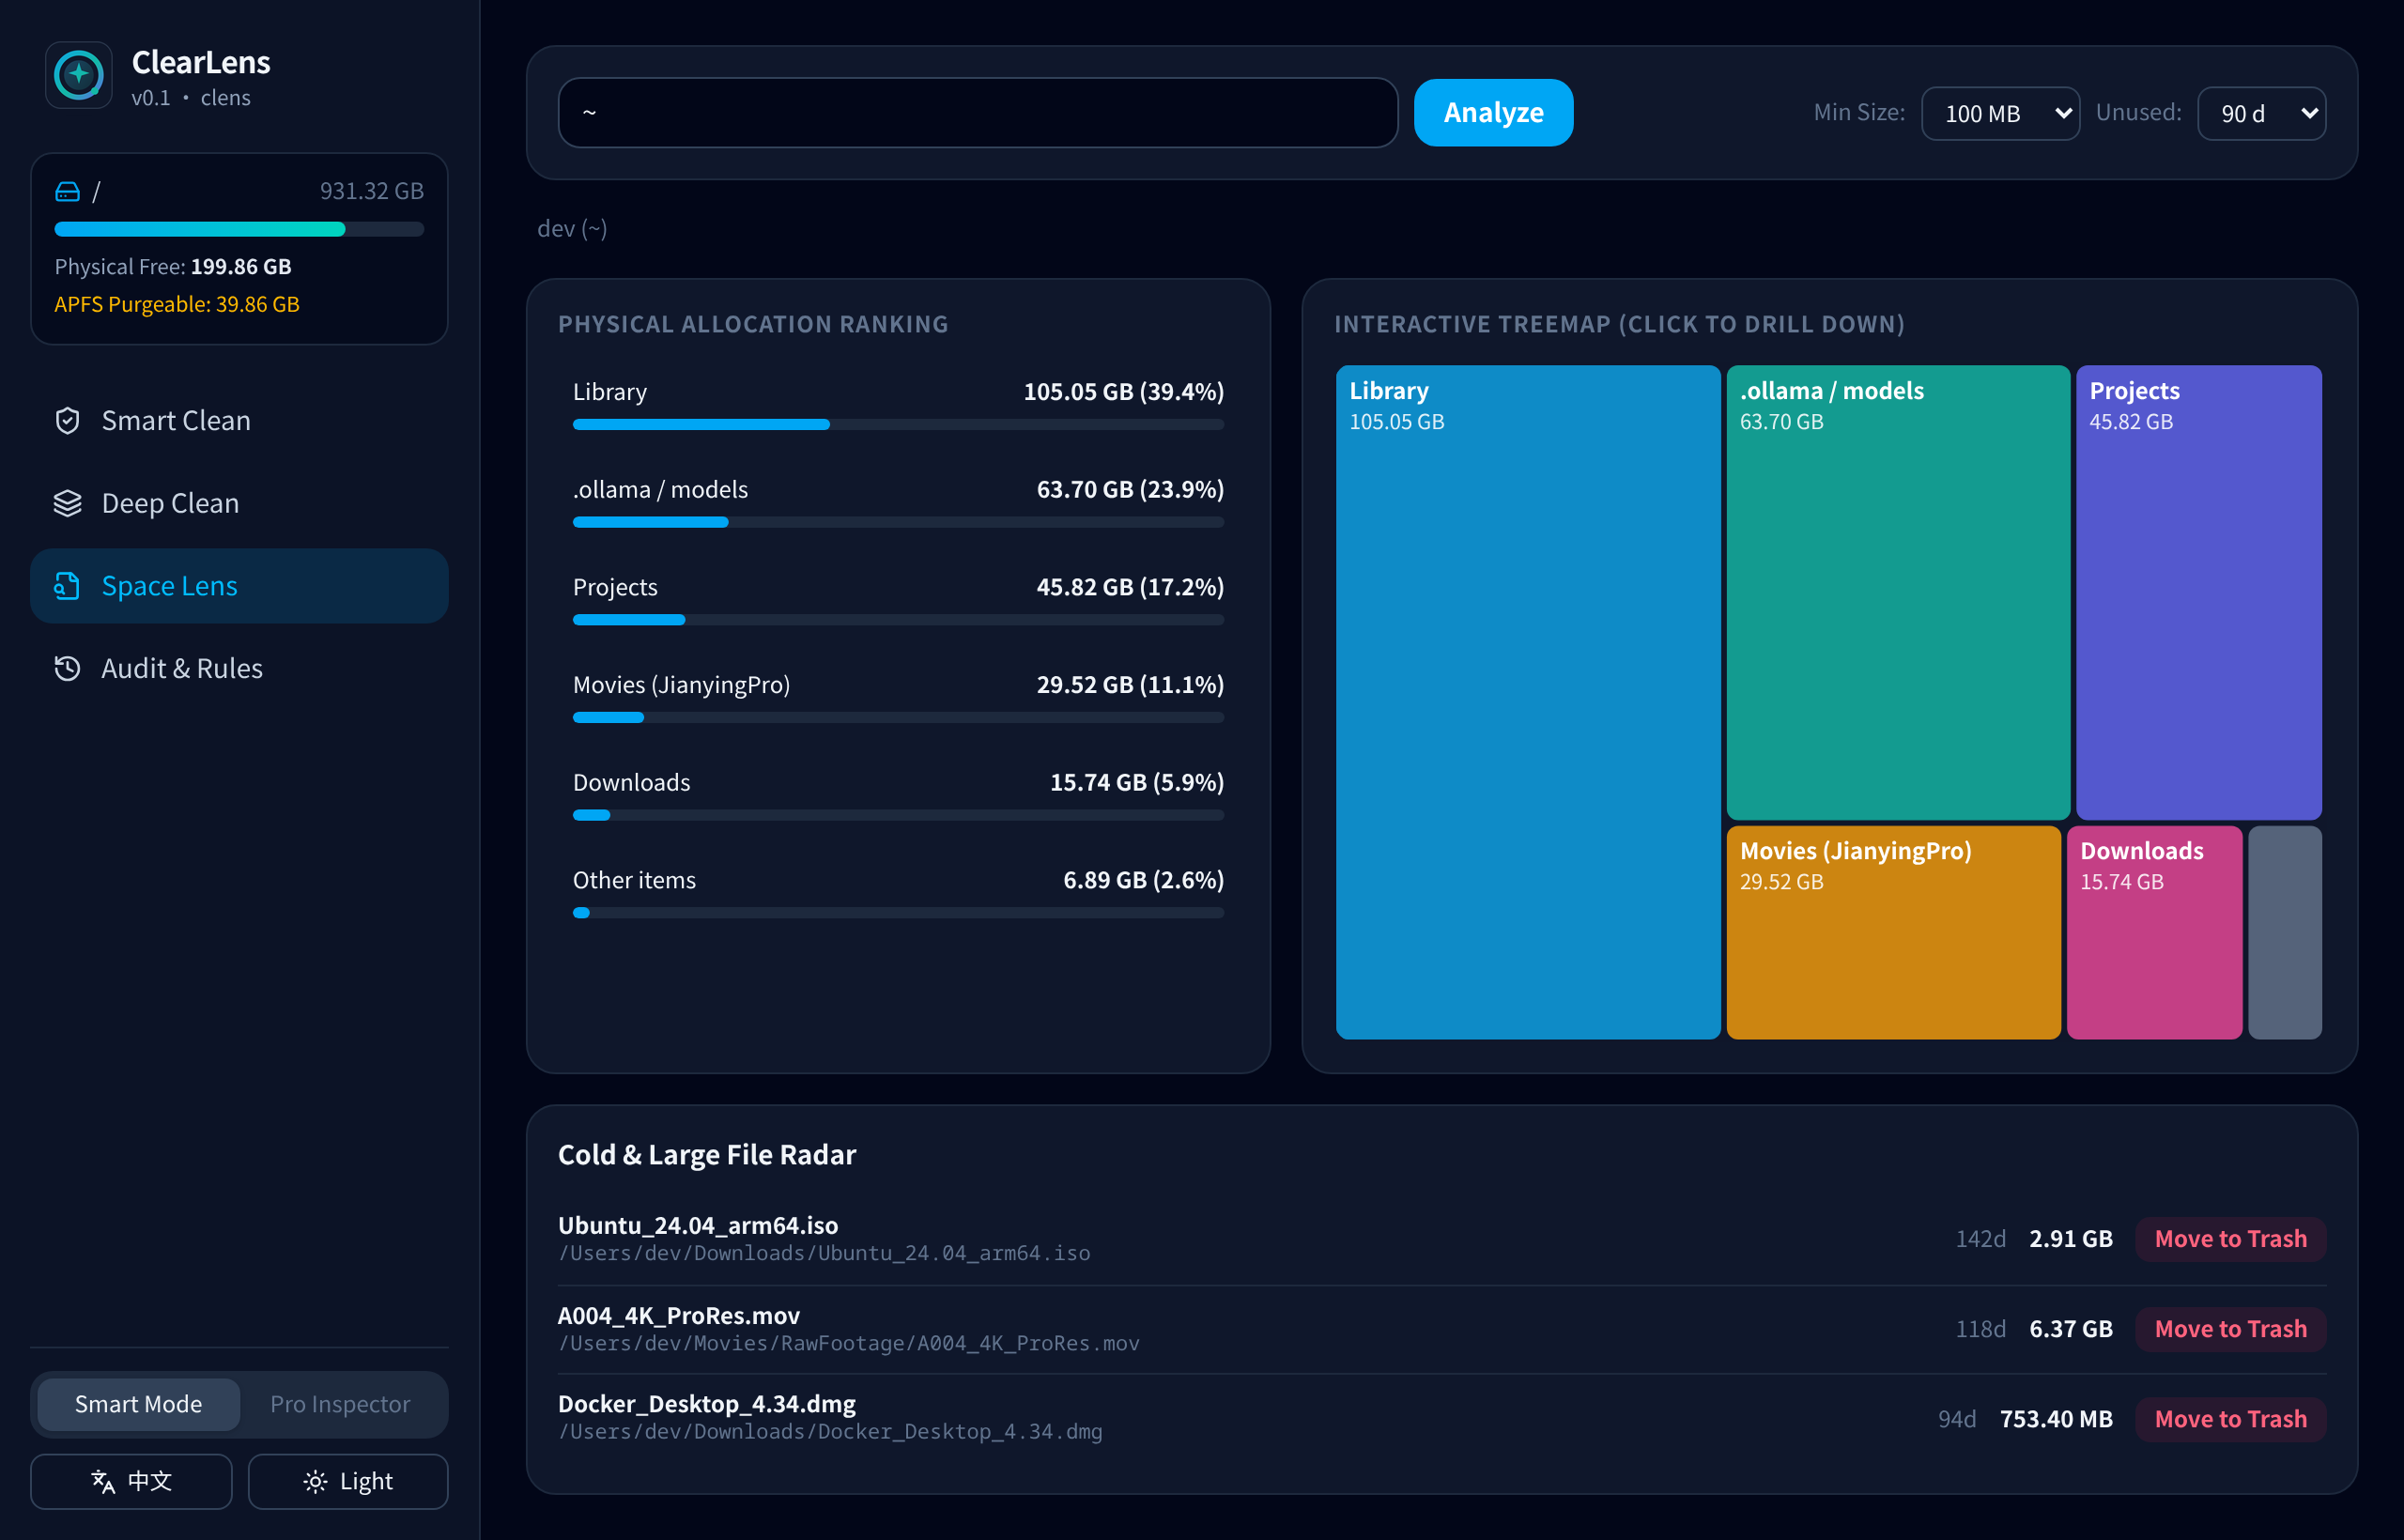 ClearLens
v0.1 • clens
/ 931.32 GB
Physical Free: 199.86 GB
APFS Purgeable: 39.86 GB
Smart Clean
Deep Clean
Space Lens
Audit & Rules
Smart Mode Pro Inspector
中文 Light
~ Analyze Min Size: 100 MB Unused: 90 d
dev (~)
PHYSICAL ALLOCATION RANKING
Library 105.05 GB (39.4%)
.ollama / models 63.70 GB (23.9%)
Projects 45.82 GB (17.2%)
Movies (JianyingPro) 29.52 GB (11.1%)
Downloads 15.74 GB (5.9%)
Other items 6.89 GB (2.6%)
INTERACTIVE TREEMAP (CLICK TO DRILL DOWN)
Library
105.05 GB
.ollama / models
63.70 GB
Projects
45.82 GB
Movies (JianyingPro)
29.52 GB
Downloads
15.74 GB
Cold & Large File Radar
Ubuntu_24.04_arm64.iso
/Users/dev/Downloads/Ubuntu_24.04_arm64.iso
142d 2.91 GB Move to Trash
A004_4K_ProRes.mov
/Users/dev/Movies/RawFootage/A004_4K_ProRes.mov
118d 6.37 GB Move to Trash
Docker_Desktop_4.34.dmg
/Users/dev/Downloads/Docker_Desktop_4.34.dmg
94d 753.40 MB Move to Trash